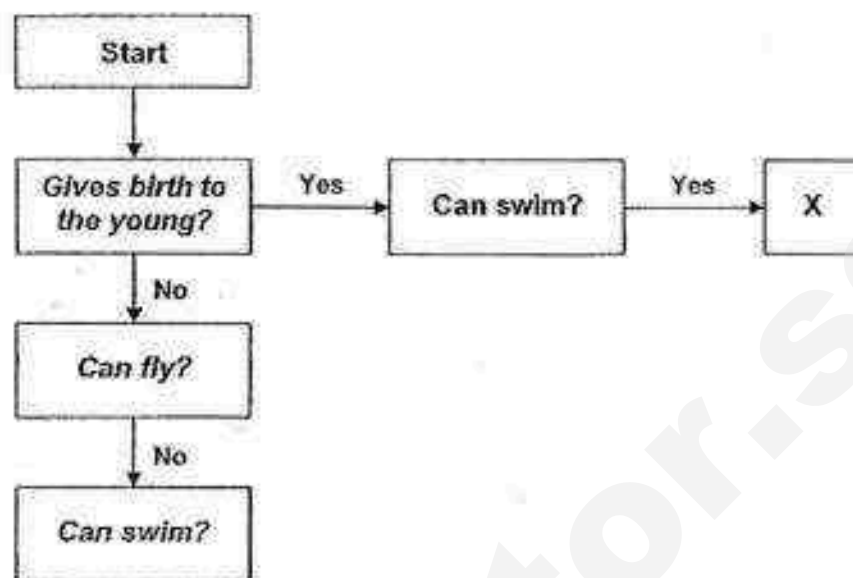 Start
Gives birth to
the young?
Yes
Can swim?
Yes
X
No
Can fly?
No
Can swim?